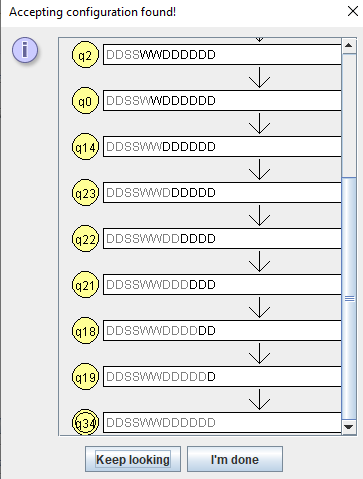 Accepting configuration found!
q2 DDSSWWDDDDDD
q0 DDSSWWDDDDDD
q14 DDSSWWDDDDDD
q23 DDSSWWDDDDDD
q22 DDSSWWDDDDDD
q21 DDSSWWDDDDDD
q18 DDSSWWDDDDDD
q19 DDSSWWDDDDDD
q34 DDSSWWDDDDDD
Keep looking I'm done